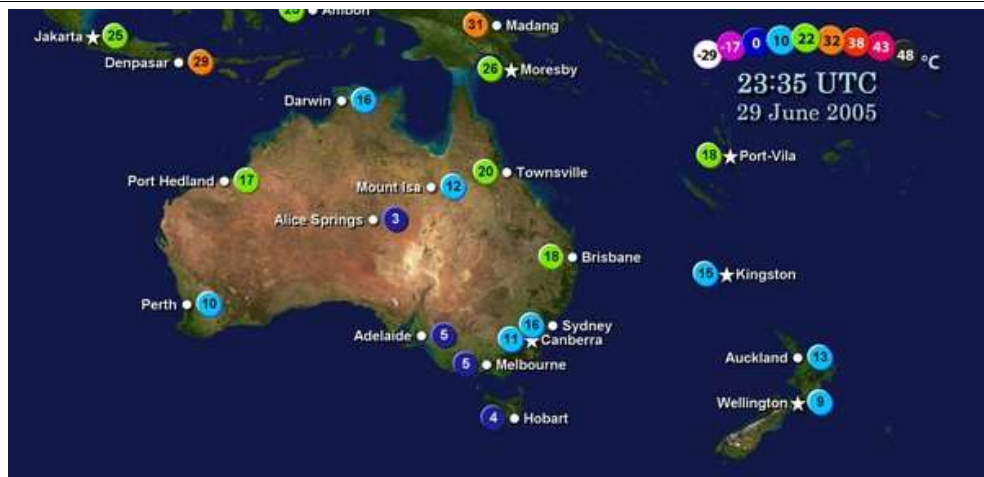 Ambon
31 Madang
Jakarta 25
Denpasar 29
26 Moresby
-29 -17 0 10 22 32 38 43 48 °C
23:35 UTC
29 June 2005
Darwin 16
18 Port-Vila
Port Hedland 17
20 Townsville
Mount Isa 12
Alice Springs 3
18 Brisbane
15 Kingston
Perth 10
16 Sydney
Adelaide 5
11 Canberra
5 Melbourne
Auckland 13
Wellington 9
4 Hobart